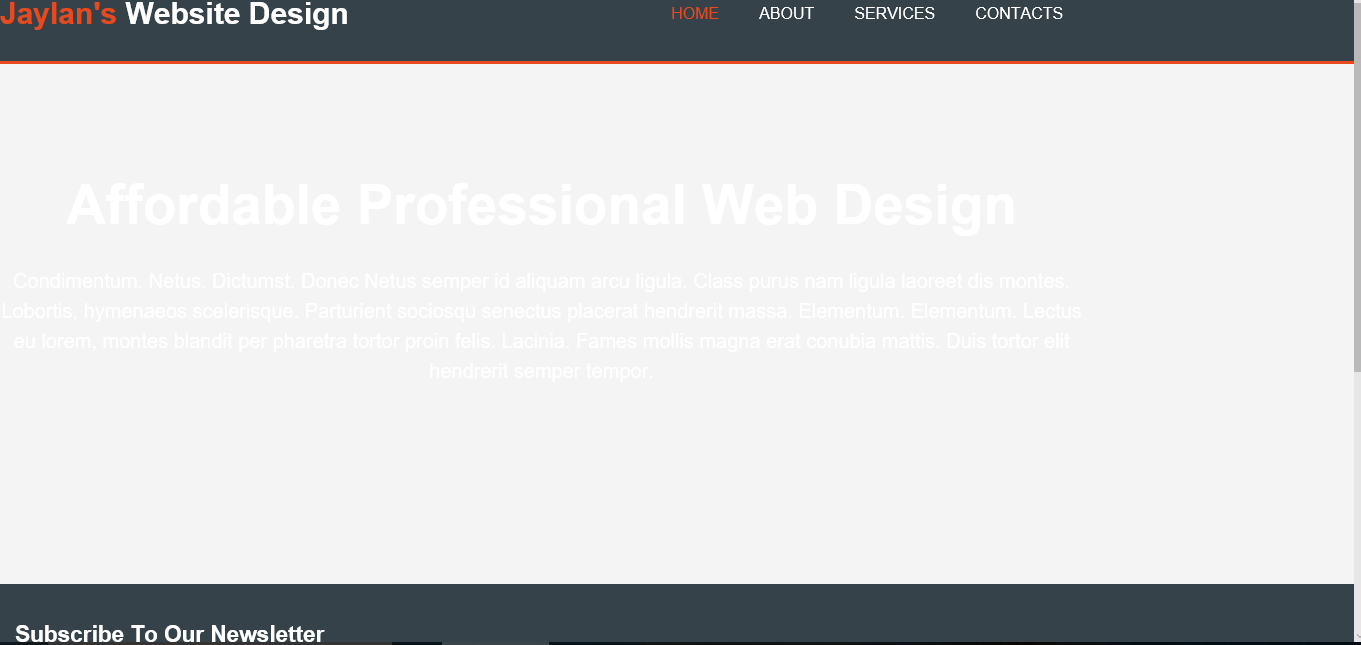 Jaylan's Website Design
HOME ABOUT SERVICES CONTACTS
Affordable Professional Web Design
Condimentum. Netus. Dictumst. Donec Netus semper id aliquam arcu ligula. Class purus nam ligula laoreet dis montes.
Lobortis, hymenaeos scelerisque. Parturient sociosqu senectus placerat hendrerit massa. Elementum. Elementum. Lectus
eu lorem, montes blandit per pharetra tortor proin felis. Lacinia. Fames mollis magna erat conubia mattis. Duis tortor elit
hendrerit semper tempor.
Subscribe To Our Newsletter